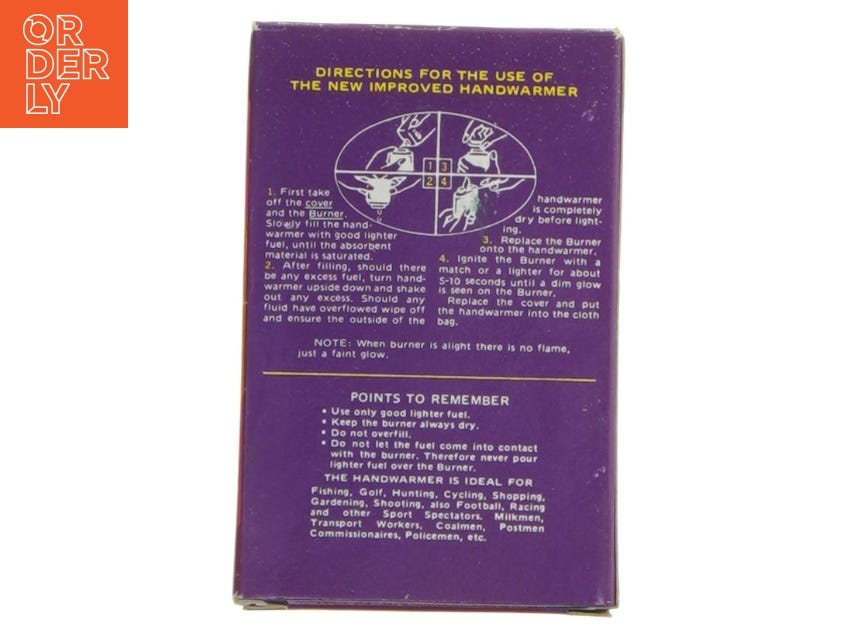 OR
DER
LY
DIRECTIONS FOR THE USE OF
THE NEW IMPROVED HANDWARMER
1 3
2 4
1. First take
off the cover
and the Burner.
Slowly fill the hand-
warmer with good lighter
fuel, until the absorbent
material is saturated.
2. After filling, should there
be any excess fuel, turn hand-
warmer upside down and shake
out any excess. Should any
fluid have overflowed wipe off
and ensure the outside of the
handwarmer
is completely
dry before light-
ing.
3. Replace the Burner
onto the handwarmer.
4. Ignite the Burner with a
match or a lighter for about
5-10 seconds until a dim glow
is seen on the Burner.
Replace the cover and put
the handwarmer into the cloth
bag.
NOTE: When burner is alight there is no flame,
just a faint glow.
POINTS TO REMEMBER
• Use only good lighter fuel.
• Keep the burner always dry.
• Do not overfill.
• Do not let the fuel come into contact
with the burner. Therefore never pour
lighter fuel over the Burner.
THE HANDWARMER IS IDEAL FOR
Fishing, Golf, Hunting, Cycling, Shopping,
Gardening, Shooting, also Football, Racing
and other Sport Spectators. Milkmen,
Transport Workers, Coalmen, Postmen
Commissionaires, Policemen, etc.